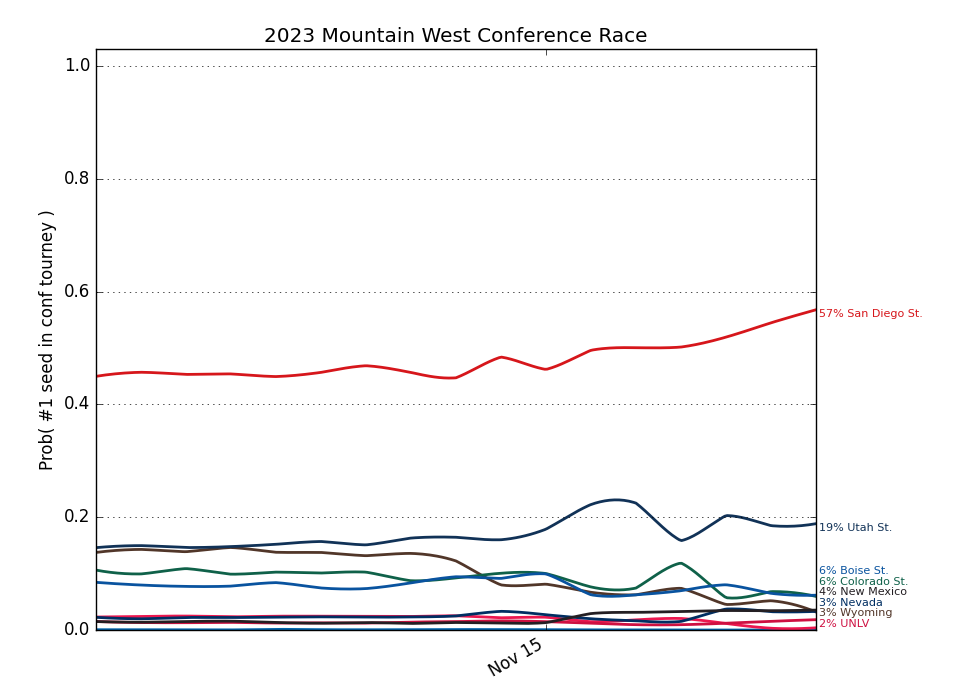 2023 Mountain West Conference Race
Prob( #1 seed in conf tourney )
1.0
0.8
0.6
0.4
0.2
0.0
Nov 15
57% San Diego St.
19% Utah St.
6% Boise St.
6% Colorado St.
4% New Mexico
3% Nevada
3% Wyoming
2% UNLV